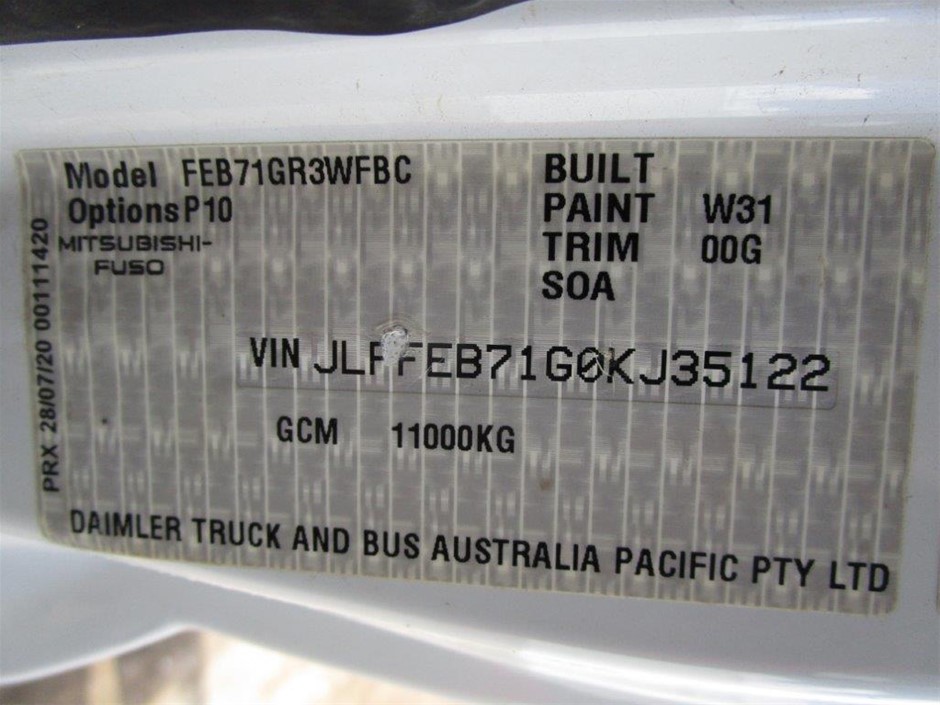 Model FEB71GR3WFBC
Options P10
MITSUBISHI-
FUSO
BUILT
PAINT W31
TRIM 00G
SOA
VIN JLFFEB71G0KJ35122
GCM 11000KG
DAIMLER TRUCK AND BUS AUSTRALIA PACIFIC PTY LTD
PRX 28/07/20 00111420